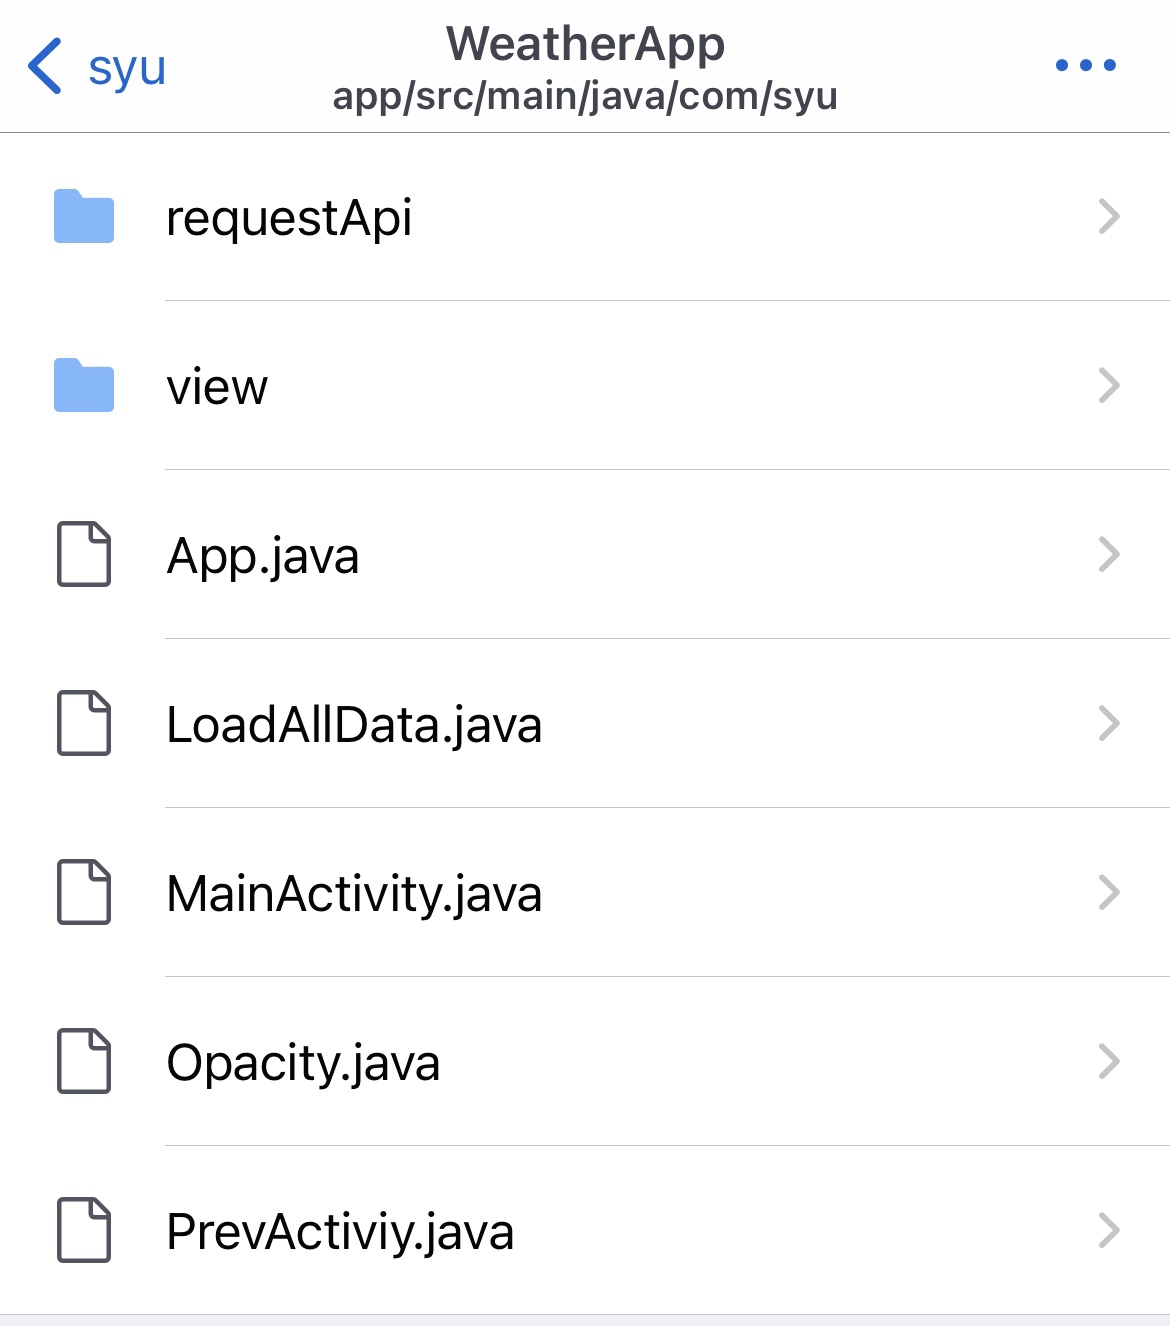 syu
WeatherApp
app/src/main/java/com/syu
requestApi
view
App.java
LoadAllData.java
MainActivity.java
Opacity.java
PrevActiviy.java